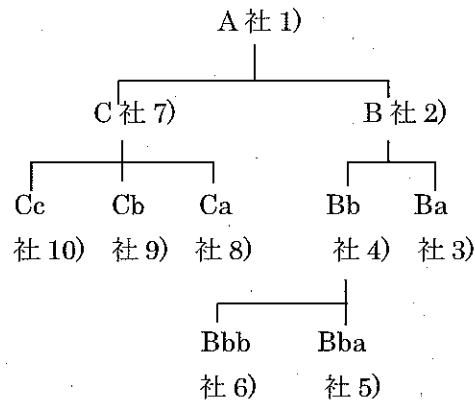 A 社 1)
C 社 7) B 社 2)
Cc Cb Ca Bb Ba
社 10) 社 9) 社 8) 社 4) 社 3)
Bbb Bba
社 6) 社 5)